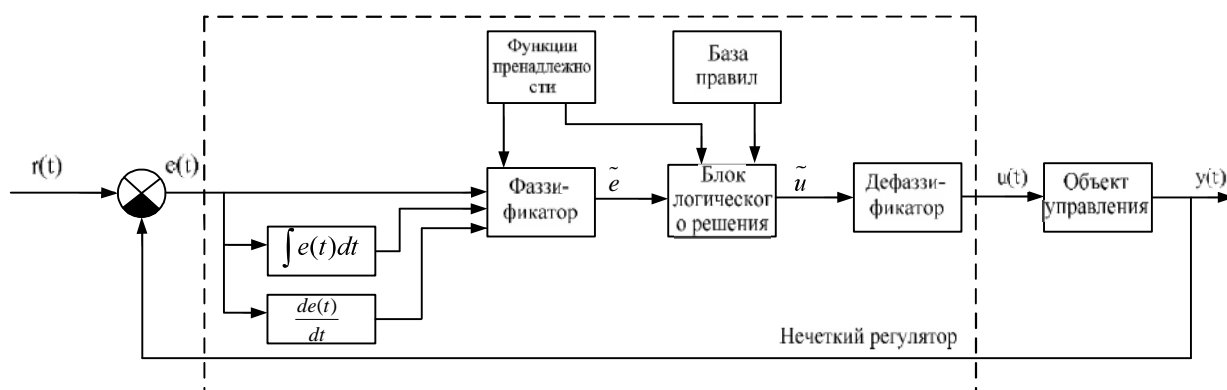 Функции
пренадлежно
сти
База
правил
r(t)
e(t)
Фаззи-
фикатор
ẽ
Блок
логическог
о решения
ũ
Дефаззи-
фикатор
u(t)
Объект
управления
y(t)
∫e(t)dt
de(t)
dt
Нечеткий регулятор